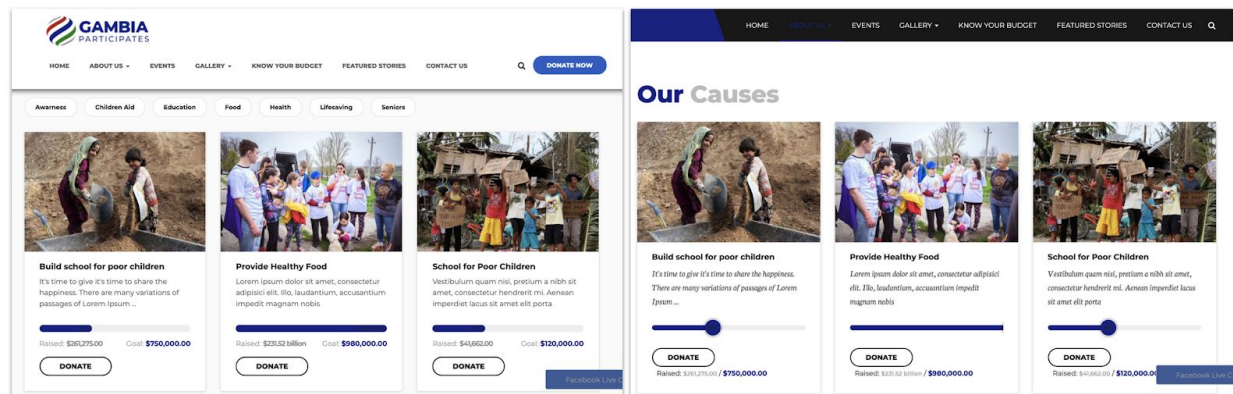 GAMBIA
PARTICIPATES
HOME ABOUT US EVENTS GALLERY KNOW YOUR BUDGET FEATURED STORIES CONTACT US DONATE NOW
Awarness Children Aid Education Food Health Lifesaving Seniors
Build school for poor children
It's time to give it's time to share the
happiness. There are many variations of
passages of Lorem Ipsum ...
Raised: $261,275.00 Goal: $750,000.00
DONATE
Provide Healthy Food
Lorem ipsum dolor sit amet, consectetur
adipisici elit. Illo, laudantium, accusantium
impedit magnam nobis
Raised: $231.52 billion Goal: $980,000.00
DONATE
School for Poor Children
Vestibulum quam nisi, pretium a nibh sit
amet, consectetur hendrerit mi. Aenean
imperdiet lacus sit amet elit porta
Raised: $41,662.00 Goal: $120,000.00
DONATE
Facebook Live C
HOME ABOUT US EVENTS GALLERY KNOW YOUR BUDGET FEATURED STORIES CONTACT US
Our Causes
Build school for poor children
It's time to give it's time to share the happiness.
There are many variations of passages of Lorem
Ipsum ...
DONATE
Raised: $261,275.00 / $750,000.00
Provide Healthy Food
Lorem ipsum dolor sit amet, consectetur adipisici
elit. Illo, laudantium, accusantium impedit
magnam nobis
DONATE
Raised: $231.52 billion / $980,000.00
School for Poor Children
Vestibulum quam nisi, pretium a nibh sit amet,
consectetur hendrerit mi. Aenean imperdiet lacus
sit amet elit porta
DONATE
Raised: $41,662.00 / $120,000.00
Facebook Live C